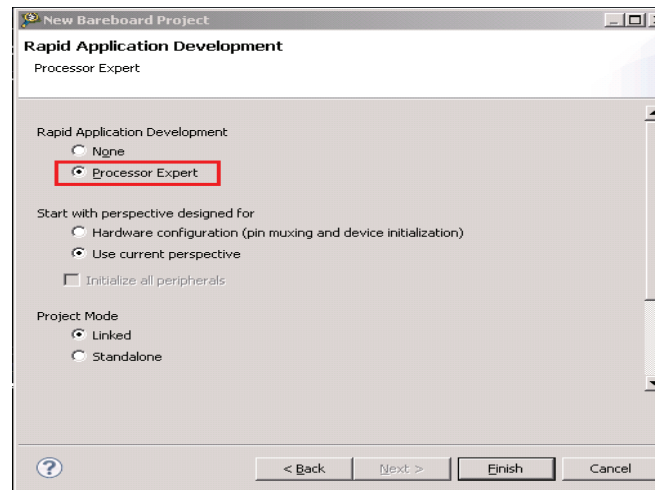 New Bareboard Project
Rapid Application Development
Processor Expert
Rapid Application Development
None
Processor Expert
Start with perspective designed for
Hardware configuration (pin muxing and device initialization)
Use current perspective
Initialize all peripherals
Project Mode
Linked
Standalone
? < Back Next > Finish Cancel